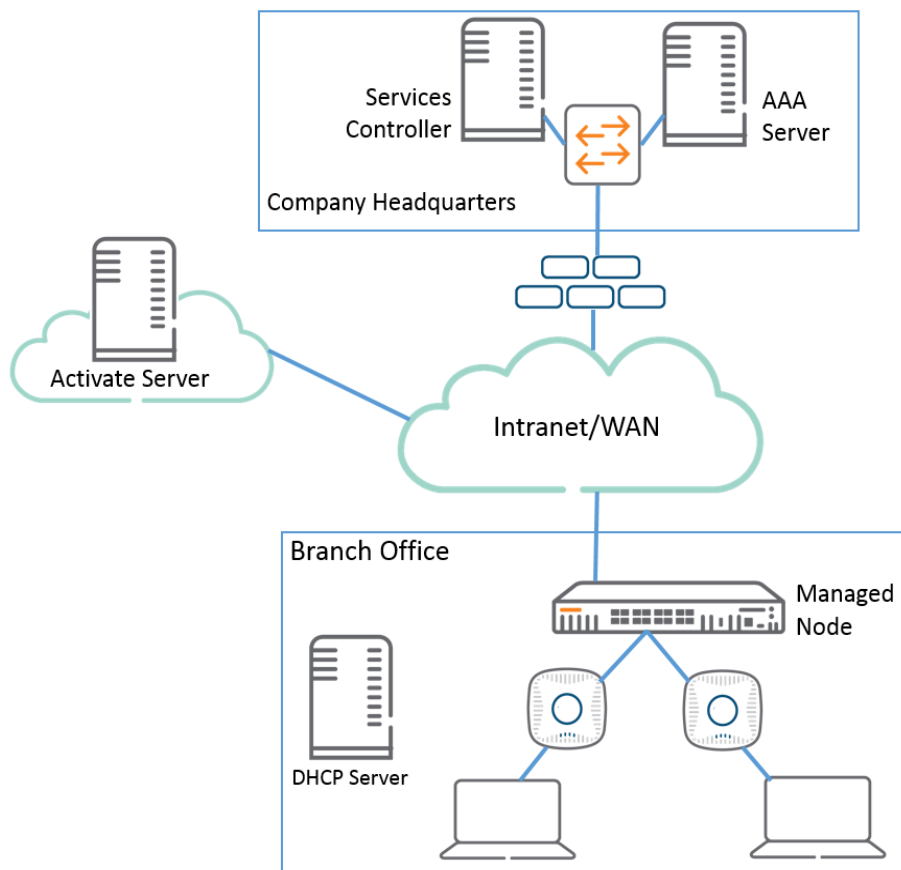 Services
Controller
AAA
Server
Company Headquarters
Activate Server
Intranet/WAN
Branch Office
Managed
Node
DHCP Server